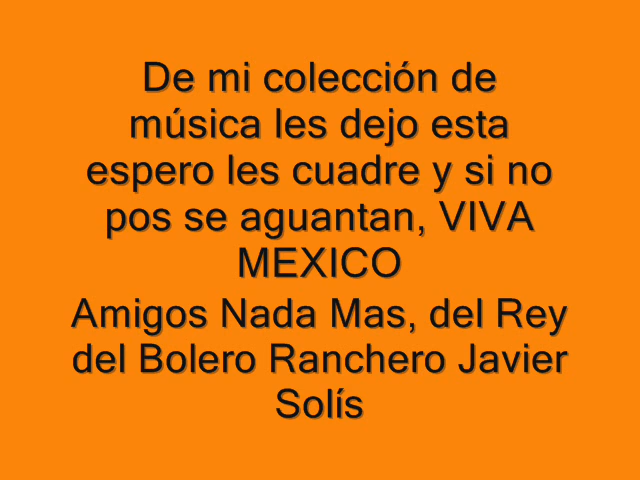 De mi colección de
música les dejo esta
espero les cuadre y si no
pos se aguantan, VIVA
MEXICO
Amigos Nada Mas, del Rey
del Bolero Ranchero Javier
Solís